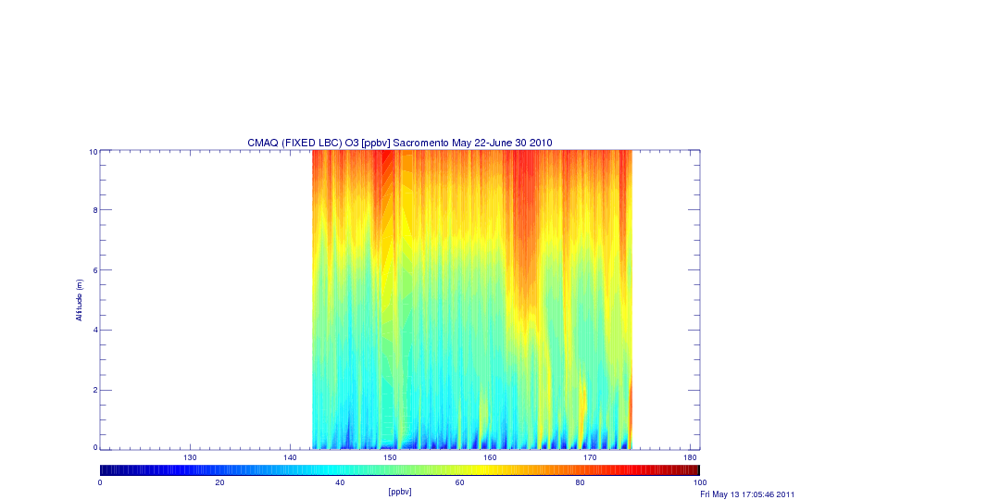 CMAQ (FIXED LBC) O3 [ppbv] Sacramento May 22-June 30 2010
10
8
6
4
2
0
Altitude (m)
130 140 150 160 170 180
0 20 40 60 80 100
[ppbv]
Fri May 13 17:05:46 2011